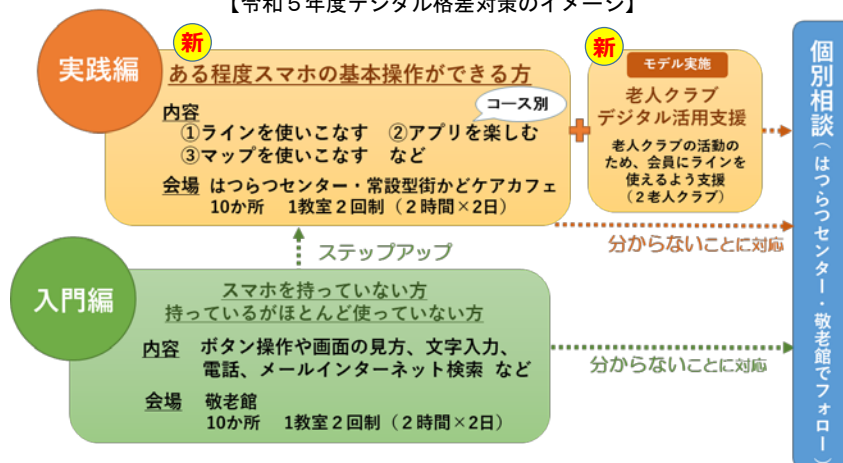 【令和５年度デジタル格差対策のイメージ】
実践編
新
ある程度スマホの基本操作ができる方
コース別
内容
①ラインを使いこなす　②アプリを楽しむ
③マップを使いこなす　など
会場 はつらつセンター・常設型街かどケアカフェ
10か所　1教室２回制（２時間×2日）
新
モデル実施
老人クラブ
デジタル活用支援
老人クラブの活動の
ため、会員にラインを
使えるよう支援
（２老人クラブ）
分からないことに対応
ステップアップ
入門編
スマホを持っていない方
持っているがほとんど使っていない方
内容　ボタン操作や画面の見方、文字入力、
電話、メールインターネット検索 など
会場　敬老館
10か所　1教室２回制（２時間×2日）
分からないことに対応
個別相談（はつらつセンター・敬老館でフォロー）